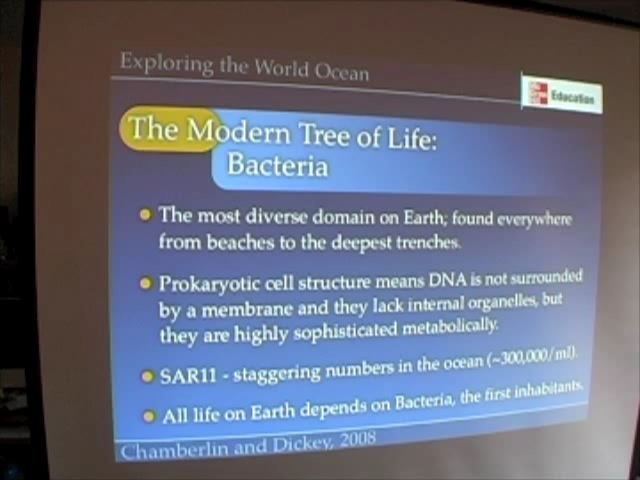 Exploring the World Ocean
Education
The Modern Tree of Life:
Bacteria
The most diverse domain on Earth; found everywhere
from beaches to the deepest trenches.
Prokaryotic cell structure means DNA is not surrounded
by a membrane and they lack internal organelles, but
they are highly sophisticated metabolically.
SAR11 - staggering numbers in the ocean (~300,000/ml).
All life on Earth depends on Bacteria, the first inhabitants.
Chamberlin and Dickey, 2008